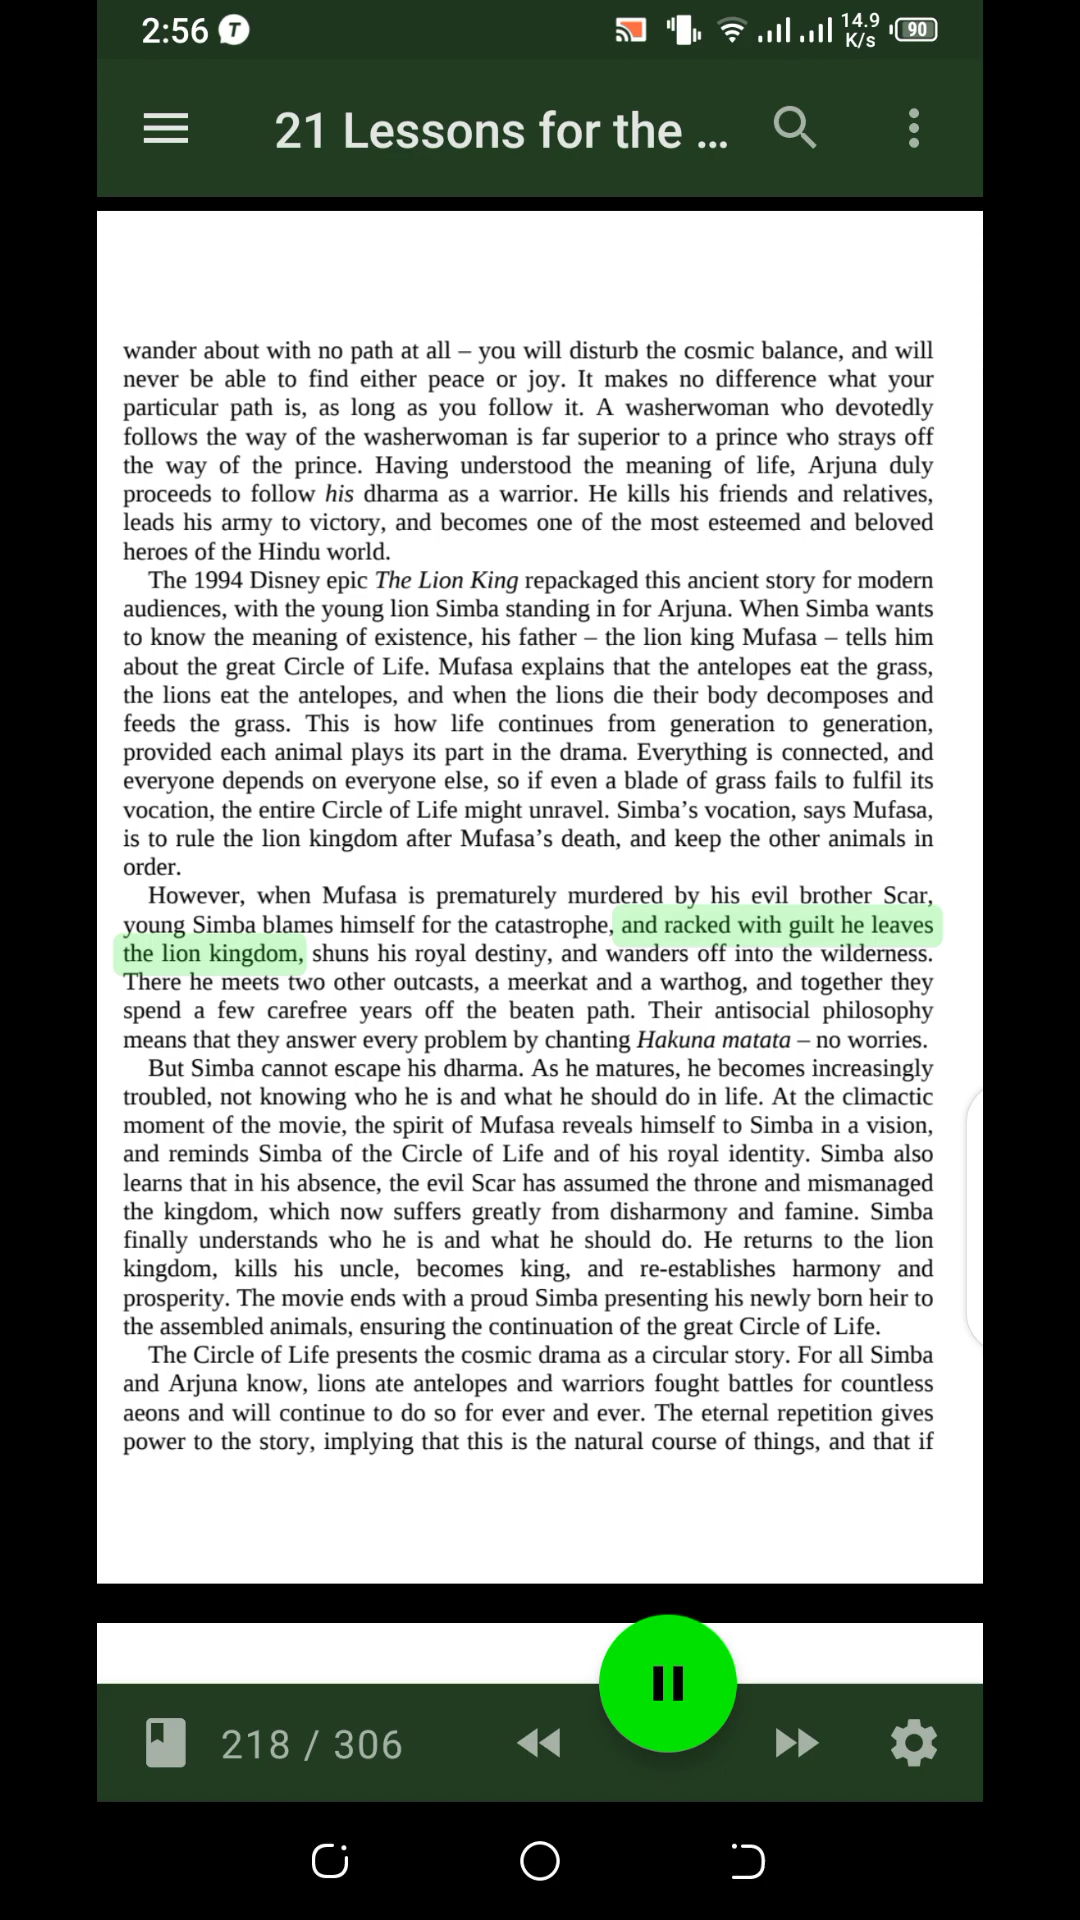 2:56 T 14.9 K/s 90
21 Lessons for the ...
wander about with no path at all – you will disturb the cosmic balance, and will
never be able to find either peace or joy. It makes no difference what your
particular path is, as long as you follow it. A washerwoman who devotedly
follows the way of the washerwoman is far superior to a prince who strays off
the way of the prince. Having understood the meaning of life, Arjuna duly
proceeds to follow his dharma as a warrior. He kills his friends and relatives,
leads his army to victory, and becomes one of the most esteemed and beloved
heroes of the Hindu world.
The 1994 Disney epic The Lion King repackaged this ancient story for modern
audiences, with the young lion Simba standing in for Arjuna. When Simba wants
to know the meaning of existence, his father – the lion king Mufasa – tells him
about the great Circle of Life. Mufasa explains that the antelopes eat the grass,
the lions eat the antelopes, and when the lions die their body decomposes and
feeds the grass. This is how life continues from generation to generation,
provided each animal plays its part in the drama. Everything is connected, and
everyone depends on everyone else, so if even a blade of grass fails to fulfil its
vocation, the entire Circle of Life might unravel. Simba’s vocation, says Mufasa,
is to rule the lion kingdom after Mufasa’s death, and keep the other animals in
order.
However, when Mufasa is prematurely murdered by his evil brother Scar,
young Simba blames himself for the catastrophe, and racked with guilt he leaves
the lion kingdom, shuns his royal destiny, and wanders off into the wilderness.
There he meets two other outcasts, a meerkat and a warthog, and together they
spend a few carefree years off the beaten path. Their antisocial philosophy
means that they answer every problem by chanting Hakuna matata – no worries.
But Simba cannot escape his dharma. As he matures, he becomes increasingly
troubled, not knowing who he is and what he should do in life. At the climactic
moment of the movie, the spirit of Mufasa reveals himself to Simba in a vision,
and reminds Simba of the Circle of Life and of his royal identity. Simba also
learns that in his absence, the evil Scar has assumed the throne and mismanaged
the kingdom, which now suffers greatly from disharmony and famine. Simba
finally understands who he is and what he should do. He returns to the lion
kingdom, kills his uncle, becomes king, and re-establishes harmony and
prosperity. The movie ends with a proud Simba presenting his newly born heir to
the assembled animals, ensuring the continuation of the great Circle of Life.
The Circle of Life presents the cosmic drama as a circular story. For all Simba
and Arjuna know, lions ate antelopes and warriors fought battles for countless
aeons and will continue to do so for ever and ever. The eternal repetition gives
power to the story, implying that this is the natural course of things, and that if
218 / 306